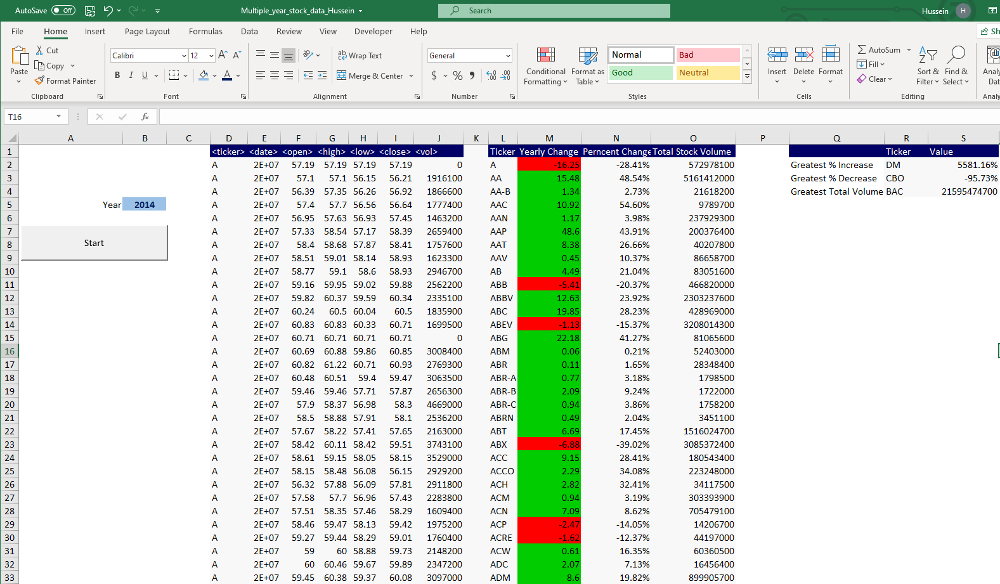 AutoSave Off Multiple_year_stock_data_Hussein Search Hussein H
File Home Insert Page Layout Formulas Data Review View Developer Help Sh
Paste Cut Copy Format Painter Clipboard
Calibri 12 A A B I U A Font
ab Wrap Text Merge & Center Alignment
General $ % Number
Conditional Formatting Format as Table Normal Bad Good Neutral Styles
Insert Delete Format Cells
AutoSum Fill Clear Sort & Filter Find & Select Editing
Analy Dat Analy
T16 fx
A B C D E F G H I J K L M N O P Q R S
1 <ticker> <date> <open> <high> <low> <close> <vol> Ticker Yearly Change Perncent Change Total Stock Volume Ticker Value
2 A 2E+07 57.19 57.19 57.19 57.19 0 A -16.25 -28.41% 572978100 Greatest % Increase DM 5581.16%
3 A 2E+07 57.1 57.1 56.15 56.21 1916100 AA 15.48 48.54% 5161412000 Greatest % Decrease CBO -95.73%
4 A 2E+07 56.39 57.35 56.26 56.92 1866600 AA-B 1.34 2.73% 21618200 Greatest Total Volume BAC 21595474700
5 Year 2014 A 2E+07 57.4 57.7 56.56 56.64 1777400 AAC 10.92 54.60% 9789700
6 A 2E+07 56.95 57.63 56.93 57.45 1463200 AAN 1.17 3.98% 237929300
7 A 2E+07 57.33 58.54 57.17 58.39 2659400 AAP 48.6 43.91% 200376400
8 Start A 2E+07 58.4 58.68 57.87 58.41 1757600 AAT 8.38 26.66% 40207800
9 A 2E+07 58.51 59.01 58.14 58.93 1623300 AAV 0.45 10.37% 86658700
10 A 2E+07 58.77 59.1 58.6 58.93 2946700 AB 4.49 21.04% 83051600
11 A 2E+07 59.16 59.95 59.02 59.88 2562200 ABB -5.41 -20.37% 466820000
12 A 2E+07 59.82 60.37 59.59 60.34 2335100 ABBV 12.63 23.92% 2303237600
13 A 2E+07 60.24 60.5 60.04 60.5 1835900 ABC 19.85 28.23% 428969000
14 A 2E+07 60.83 60.83 60.33 60.71 1699500 ABEV -1.13 -15.37% 3208014300
15 A 2E+07 60.71 60.71 60.71 60.71 0 ABG 22.18 41.27% 81065600
16 A 2E+07 60.69 60.88 59.86 60.85 3008400 ABM 0.06 0.21% 52403000
17 A 2E+07 60.82 61.22 60.71 60.93 2769300 ABR 0.11 1.65% 28348400
18 A 2E+07 60.48 60.51 59.4 59.47 3063500 ABR-A 0.77 3.18% 1798500
19 A 2E+07 59.46 59.46 57.71 57.87 2656300 ABR-B 2.09 9.24% 1722000
20 A 2E+07 57.9 58.37 56.98 58.3 4669000 ABR-C 0.94 3.86% 1758200
21 A 2E+07 58.5 58.88 57.91 58.1 2536200 ABRN 0.49 2.04% 3451100
22 A 2E+07 57.67 58.22 57.41 57.65 2163000 ABT 6.69 17.45% 1516024700
23 A 2E+07 58.42 60.11 58.42 59.51 3743100 ABX -6.88 -39.02% 3085372400
24 A 2E+07 58.61 59.15 58.05 58.15 3529000 ACC 9.15 28.41% 180543400
25 A 2E+07 58.15 58.48 56.08 56.15 2929200 ACCO 2.29 34.08% 223248000
26 A 2E+07 56.32 57.88 56.09 57.81 2911800 ACH 2.82 32.41% 34117500
27 A 2E+07 57.58 57.7 56.96 57.43 2283800 ACM 0.94 3.19% 303393900
28 A 2E+07 57.51 58.35 57.46 58.29 1609400 ACN 7.09 8.62% 705479100
29 A 2E+07 58.46 59.47 58.13 59.42 1975200 ACP -2.47 -14.05% 14206700
30 A 2E+07 59.27 59.44 58.29 59.01 1760400 ACRE -1.62 -12.37% 44197000
31 A 2E+07 59 60 58.88 59.73 2148200 ACW 0.61 16.35% 60360500
32 A 2E+07 60 60.46 59.67 59.89 2347200 ADC 2.07 7.13% 16456400
33 A 2E+07 59.45 60.38 59.37 60.08 3097000 ADM 8.6 19.82% 899905700